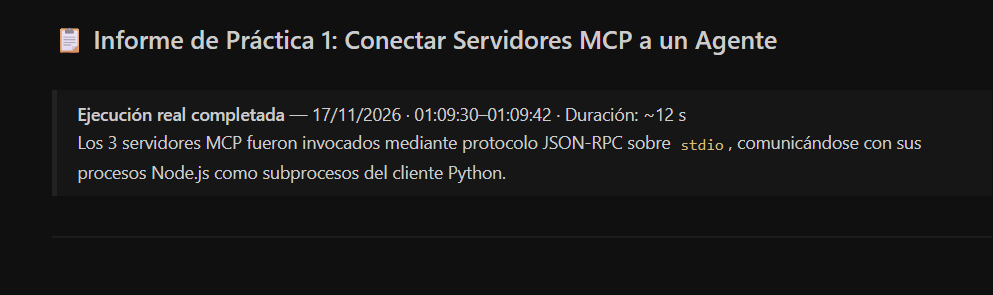 📋 Informe de Práctica 1: Conectar Servidores MCP a un Agente
Ejecución real completada — 17/11/2026 · 01:09:30–01:09:42 · Duración: ~12 s
Los 3 servidores MCP fueron invocados mediante protocolo JSON-RPC sobre stdio, comunicándose con sus
procesos Node.js como subprocesos del cliente Python.